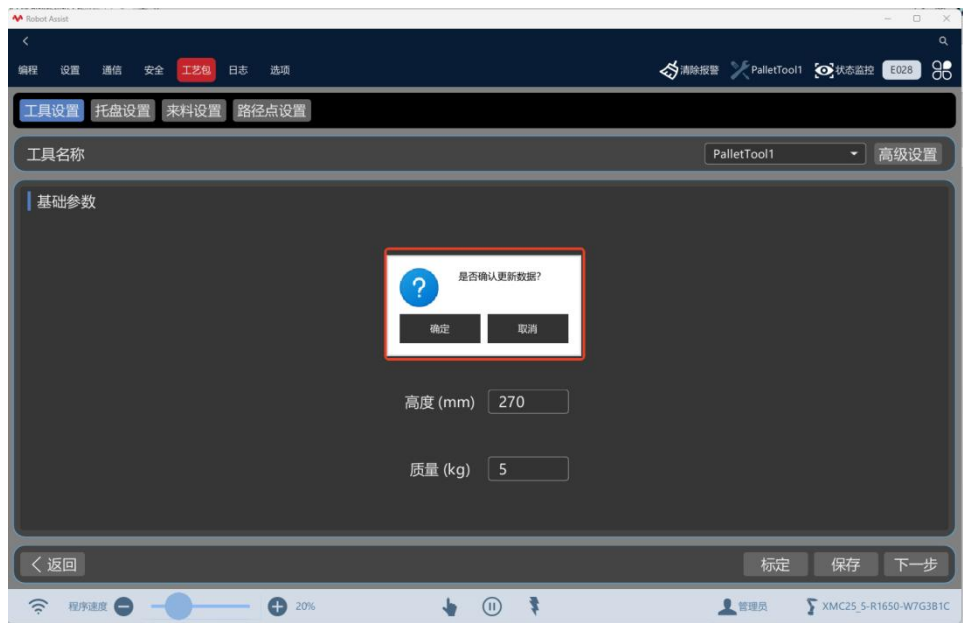 Robot Assist
编程 设置 通信 安全 工艺包 日志 选项 清除报警 PalletTool1 状态监控 E028
工具设置 托盘设置 来料设置 路径点设置
工具名称 PalletTool1 高级设置
基础参数
是否确认更新数据?
确定 取消
高度 (mm) 270
质量 (kg) 5
返回 标定 保存 下一步
程序速度 20% 管理员 XMC25_5-R1650-W7G3B1C